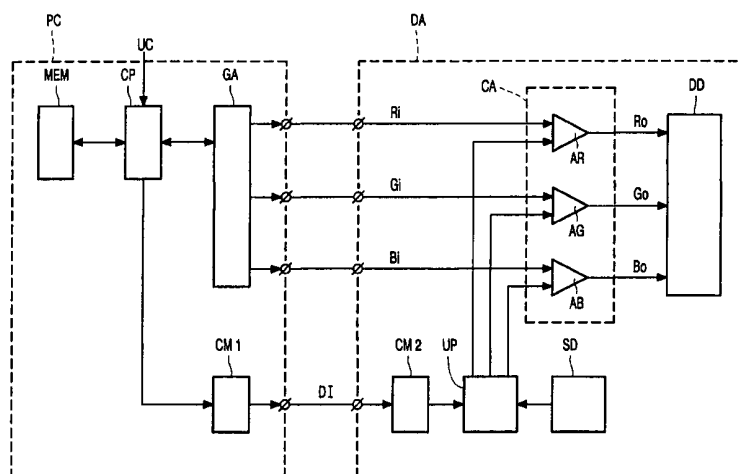 PC
DA
UC
MEM
CP
GA
CA
DD
Ri
Ro
AR
Gi
Go
AG
Bi
Bo
AB
CM 1
CM 2
UP
SD
DI